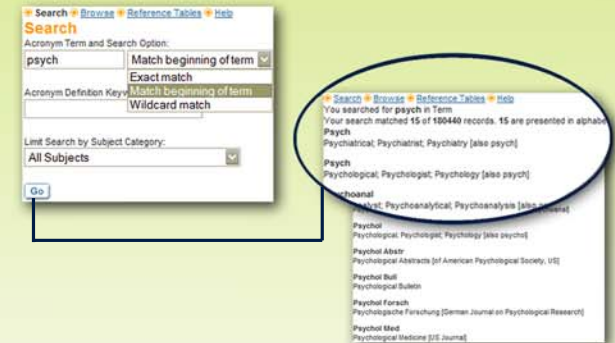 Search Browse Reference Tables Help
Search
Acronym Term and Search Option:
psych
Match beginning of term
Exact match
Match beginning of term
Wildcard match
Acronym Definition Keyw
Limit Search by Subject Category:
All Subjects
Go
Search Browse Reference Tables Help
You searched for psych in Term
Your search matched 15 of 180440 records. 15 are presented in alphabe
Psych
Psychiatrical; Psychiatrist; Psychiatry [also psych]
Psych
Psychological; Psychologist; Psychology [also psych]
choanal
alyst; Psychoanalytical; Psychoanalysis [also
Psychol
Psychological; Psychologist; Psychology [also psychol]
Psychol Abstr
Psychological Abstracts [of American Psychological Society, US]
Psychol Bull
Psychological Bulletin
Psychol Forsch
Psychologische Forschung [German Journal on Psychological Research]
Psychol Med
Psychological Medicine [US Journal]